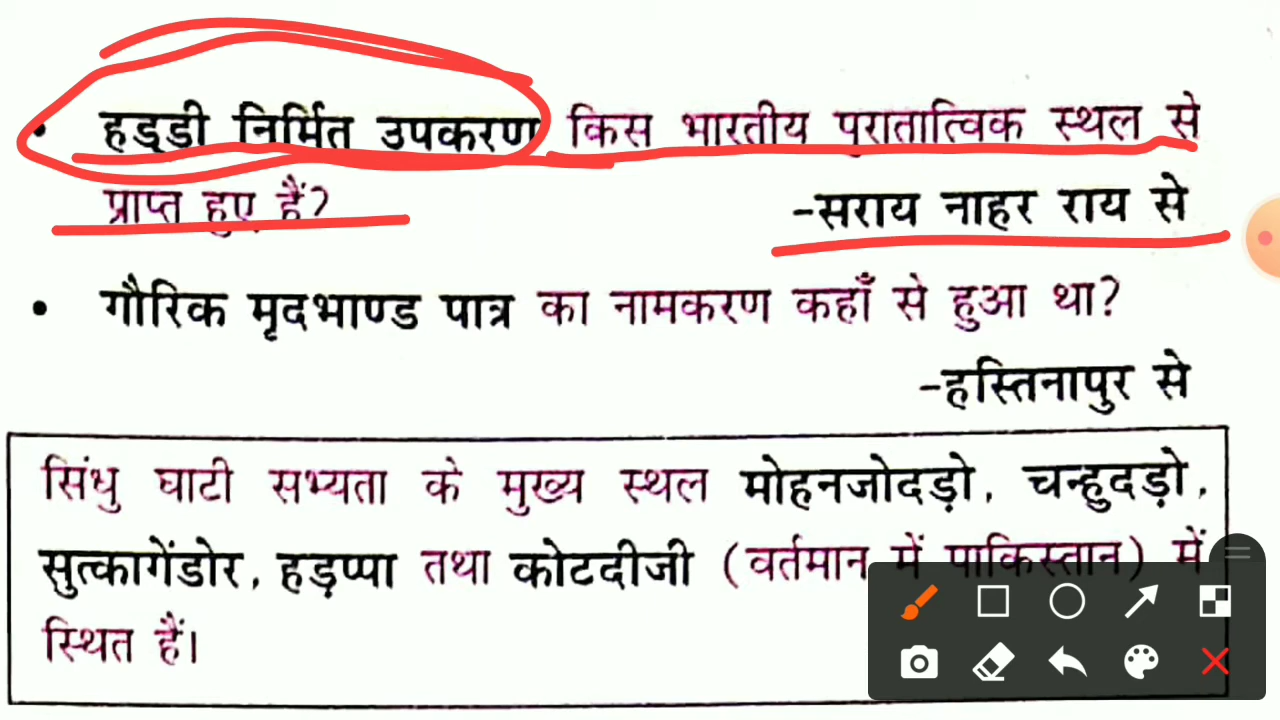 • हड्डी निर्मित उपकरण किस भारतीय पुरातात्विक स्थल से
प्राप्त हुए हैं?
-सराय नाहर राय से
• गौरिक मृदभाण्ड पात्र का नामकरण कहाँ से हुआ था?
-हस्तिनापुर से
सिंधु घाटी सभ्यता के मुख्य स्थल मोहनजोदड़ो, चन्हुदड़ो,
सुत्कागेंडोर, हड़प्पा तथा कोटदीजी (वर्तमान में पाकिस्तान) में
स्थित हैं।